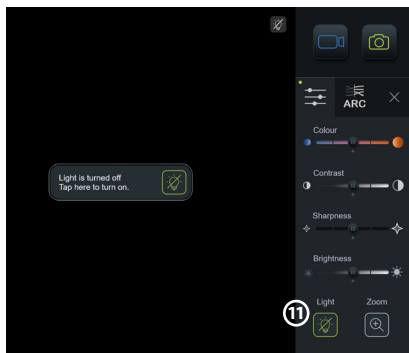 ARC
Colour
Contrast
Light is turned off
Tap here to turn on.
Sharpness
Brightness
Light Zoom
11